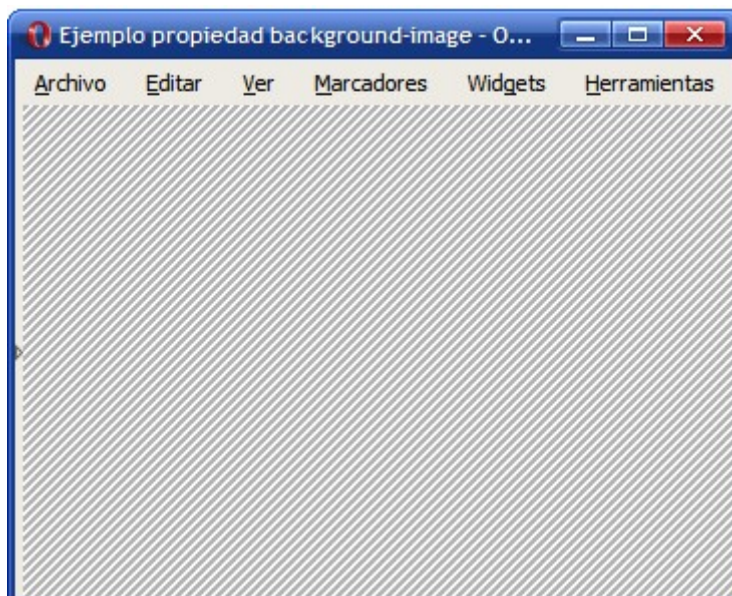 Ejemplo propiedad background-image - O...
Archivo Editar Ver Marcadores Widgets Herramientas